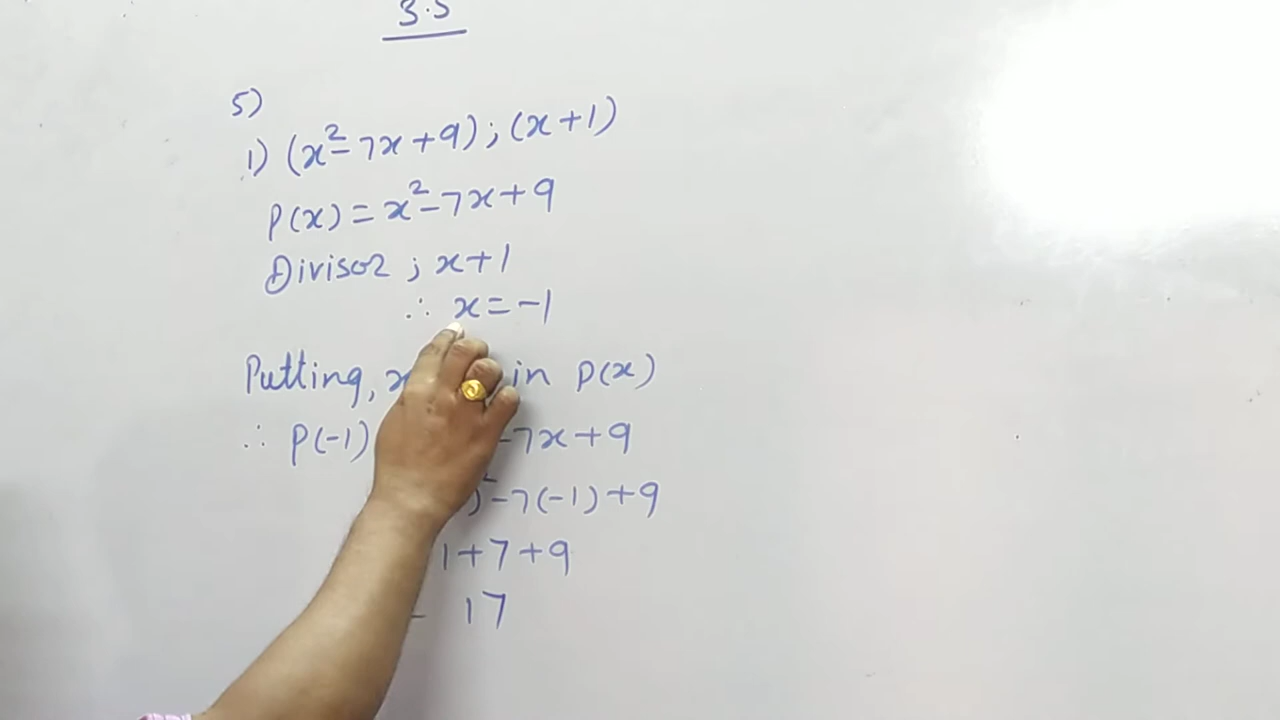 3.5
5)
1) (x²-7x+9); (x+1)
P(x) = x²-7x+9
Divisor ; x+1
∴ x = -1
Putting, x in P(x)
∴ P(-1) -7x+9
)²-7(-1)+9
1+7+9
17